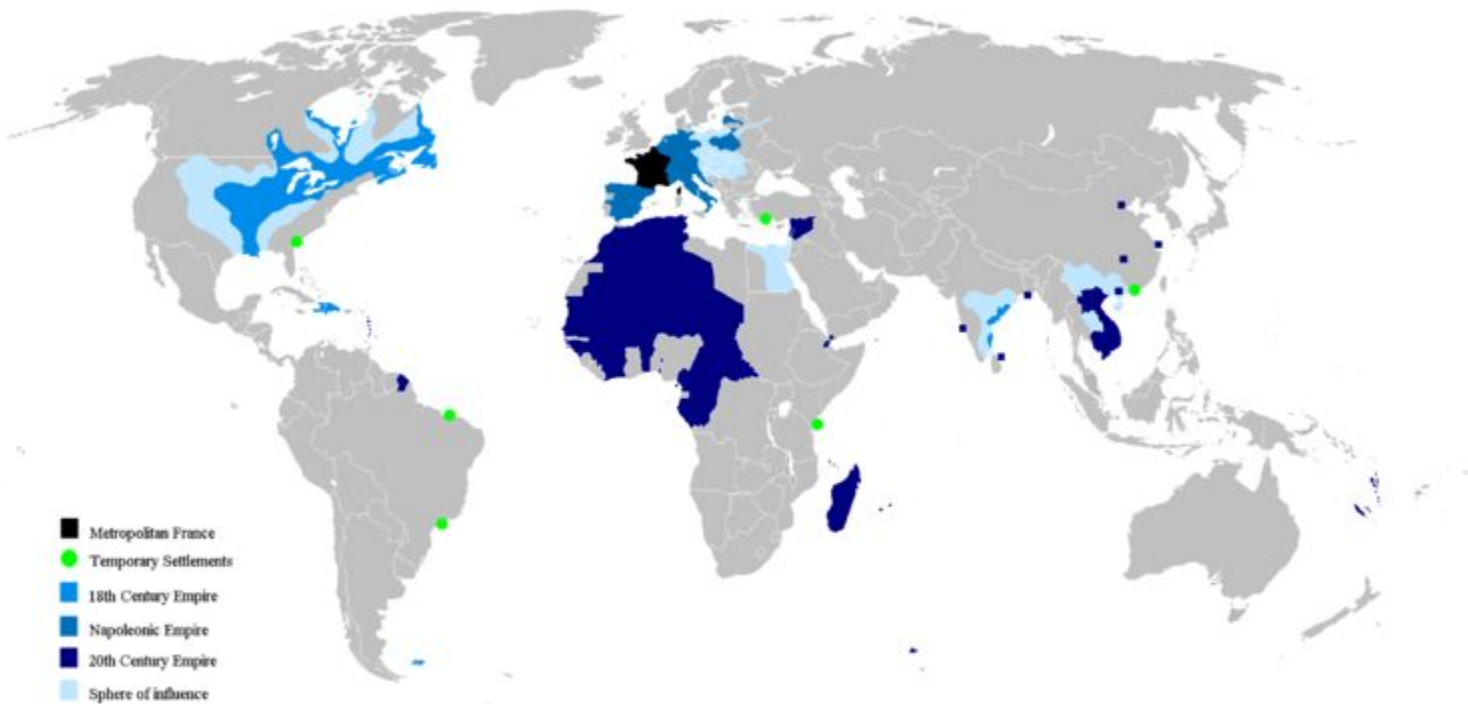 Metropolitan France
Temporary Settlements
18th Century Empire
Napoleonic Empire
20th Century Empire
Sphere of influence